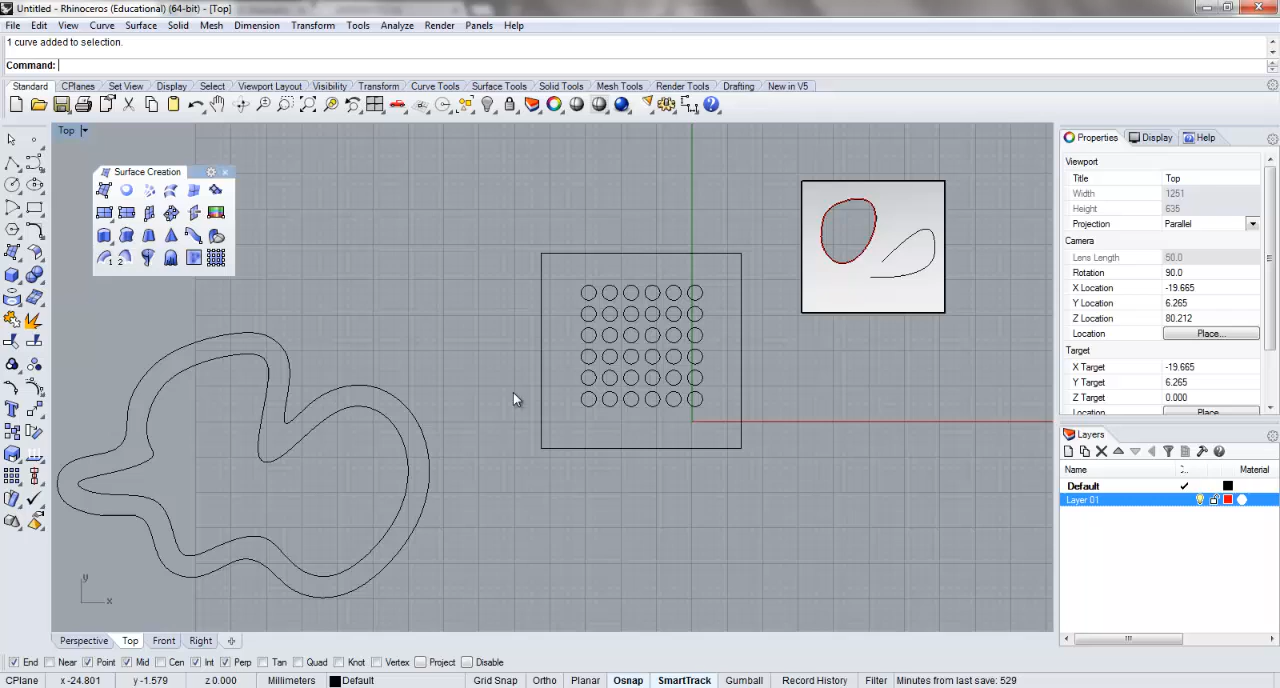 Untitled - Rhinoceros (Educational) (64-bit) - [Top]
File Edit View Curve Surface Solid Mesh Dimension Transform Tools Analyze Render Panels Help
1 curve added to selection.
Command:
Standard CPlanes Set View Display Select Viewport Layout Visibility Transform Curve Tools Surface Tools Solid Tools Mesh Tools Render Tools Drafting New in V5
Top
Surface Creation
Properties Display Help
Viewport
Title Top
Width 1251
Height 635
Projection Parallel
Camera
Lens Length 50.0
Rotation 90.0
X Location -19.665
Y Location 6.265
Z Location 80.212
Location Place...
Target
X Target -19.665
Y Target 6.265
Z Target 0.000
Location Place...
Layers
Name Material
Default
Layer 01
y
x
Perspective Top Front Right
End Near Point Mid Cen Int Perp Tan Quad Knot Vertex Project Disable
CPlane x -24.801 y -1.579 z 0.000 Millimeters Default Grid Snap Ortho Planar Osnap SmartTrack Gumball Record History Filter Minutes from last save: 529